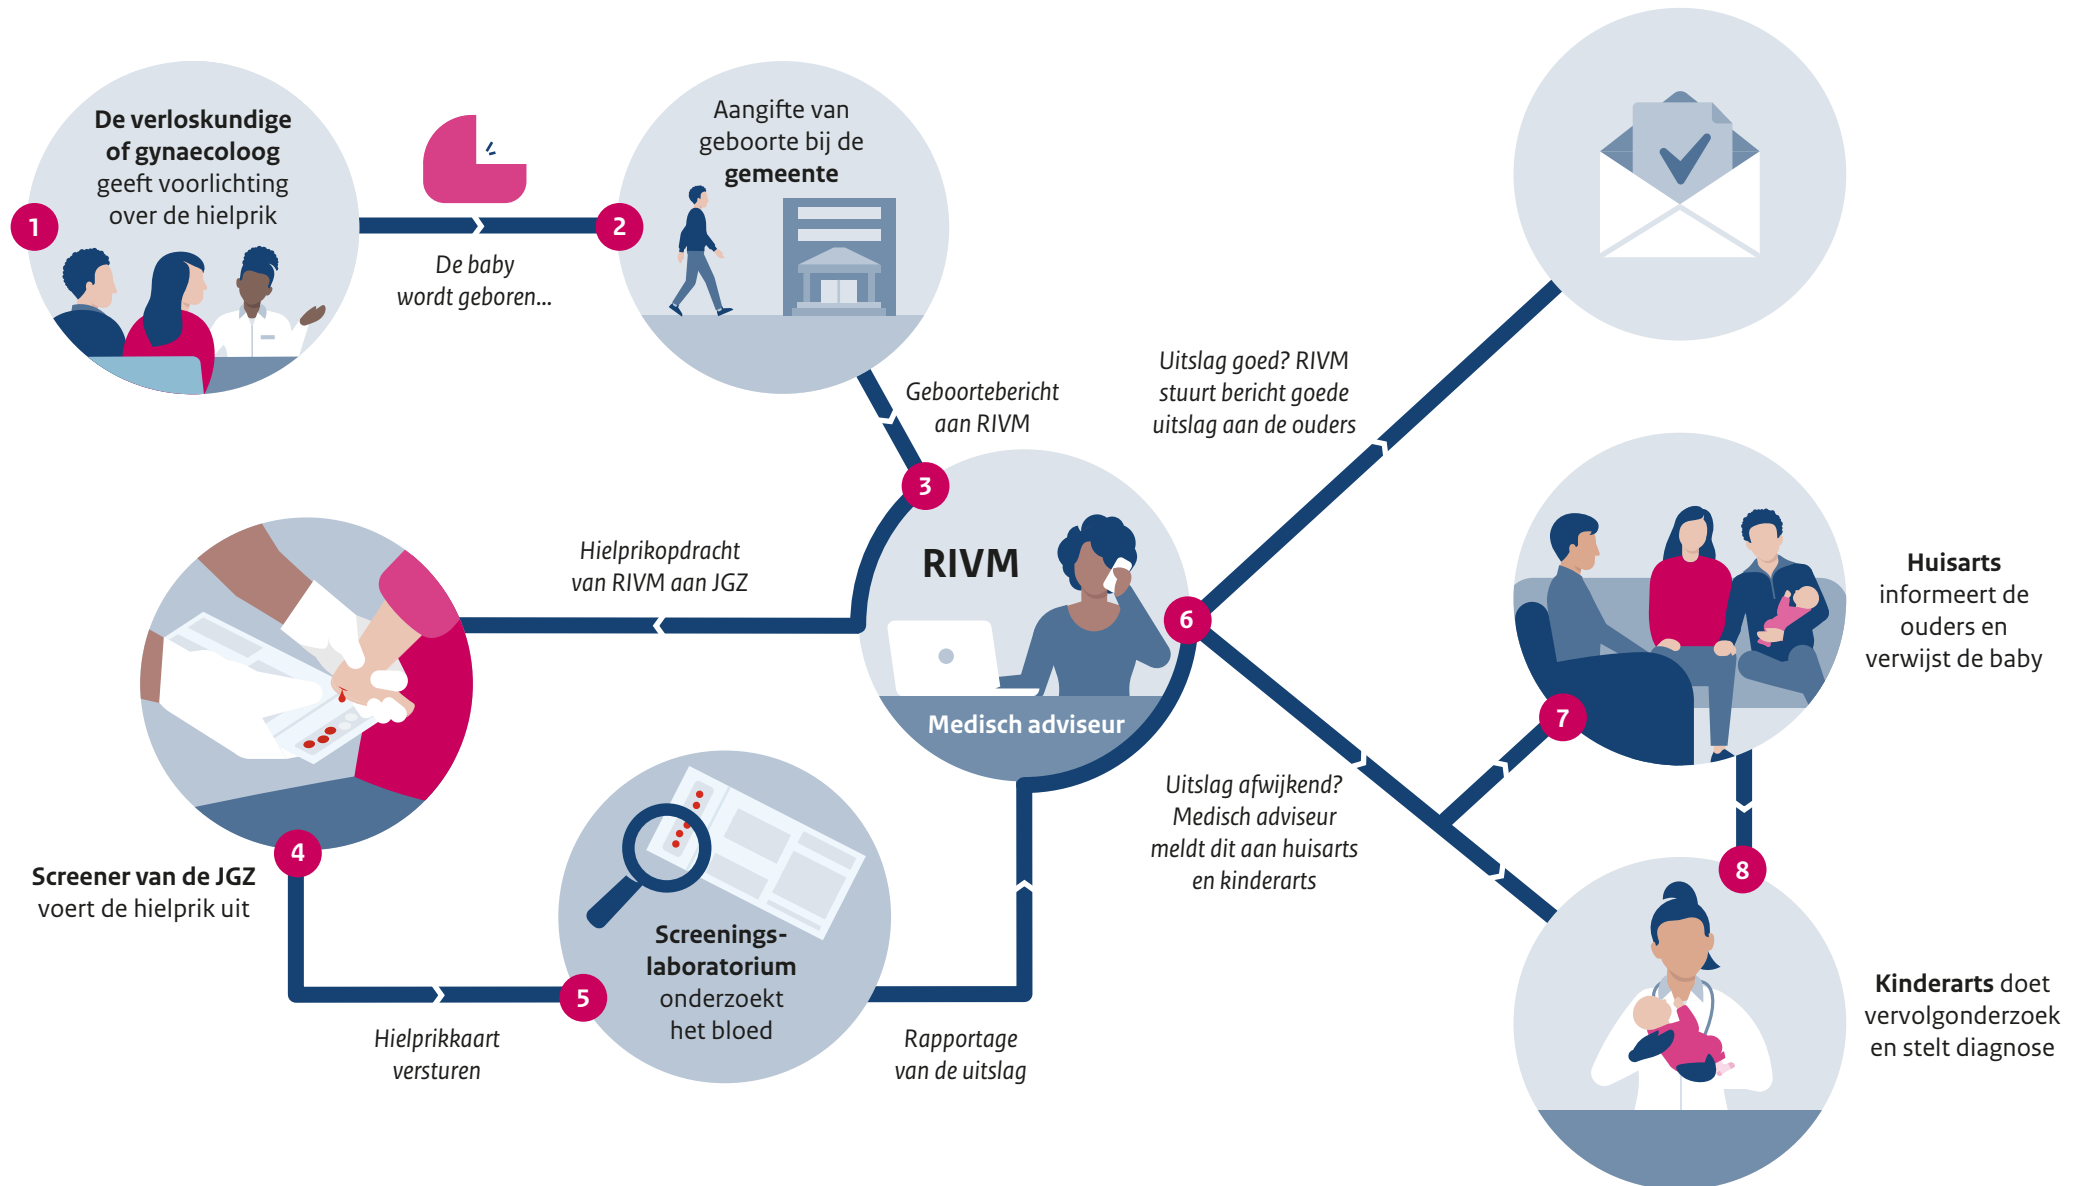 1
De verloskundige
of gynaecoloog
geeft voorlichting
over de hielprik
De baby
wordt geboren...
2
Aangifte van
geboorte bij de
gemeente
Geboortebericht
aan RIVM
3
RIVM
Medisch adviseur
Hielprikopdracht
van RIVM aan JGZ
4
Screener van de JGZ
voert de hielprik uit
Hielprikkaart
versturen
5
Screenings-
laboratorium
onderzoekt
het bloed
Rapportage
van de uitslag
6
Uitslag goed? RIVM
stuurt bericht goede
uitslag aan de ouders
Uitslag afwijkend?
Medisch adviseur
meldt dit aan huisarts
en kinderarts
7
Huisarts
informeert de
ouders en
verwijst de baby
8
Kinderarts doet
vervolgonderzoek
en stelt diagnose